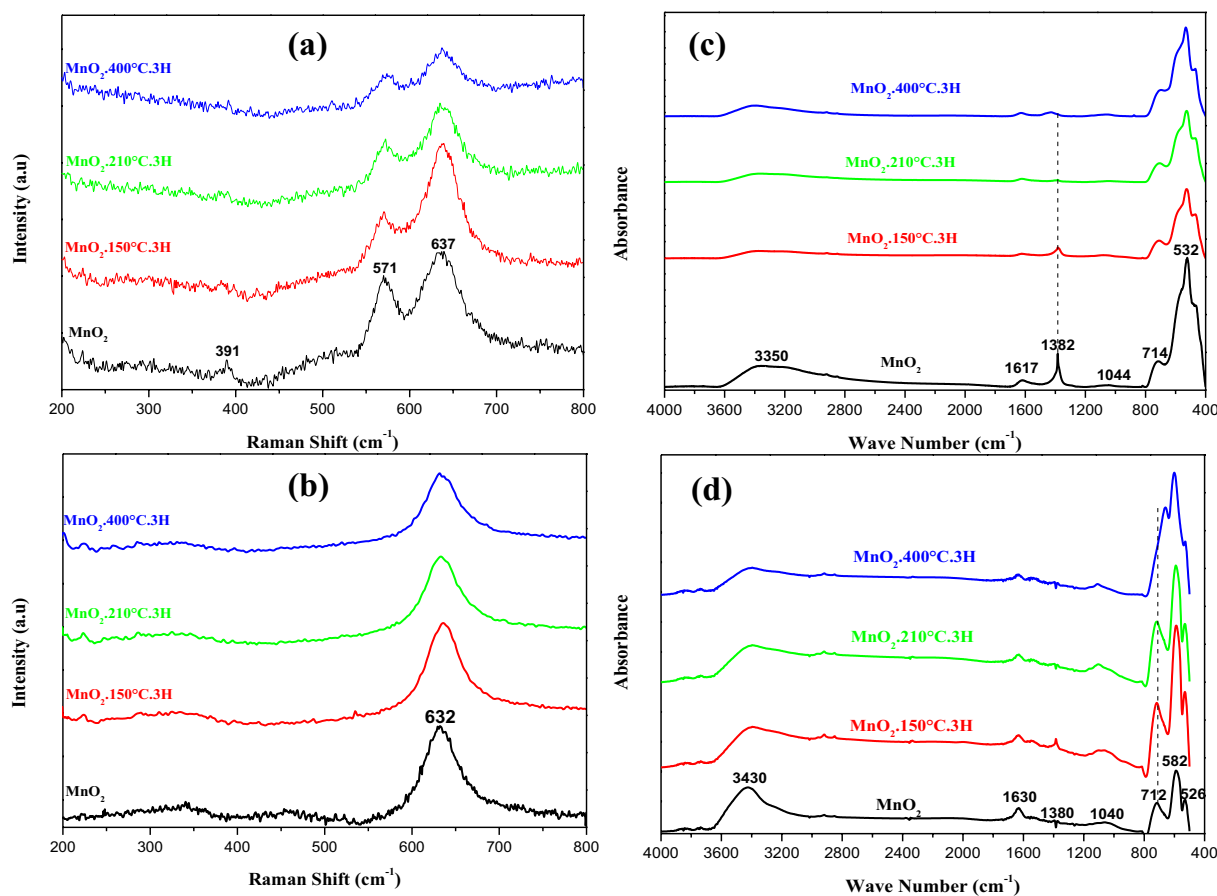 (a)
MnO2.400°C.3H
MnO2.210°C.3H
MnO2.150°C.3H
MnO2
391
571
637
Intensity (a.u)
200 300 400 500 600 700 800
Raman Shift (cm-1)
(c)
MnO2.400°C.3H
MnO2.210°C.3H
MnO2.150°C.3H
MnO2
3350
1617
1382
1044
714
532
Absorbance
4000 3600 2800 2400 2000 1600 1200 800 400
Wave Number (cm-1)
(b)
MnO2.400°C.3H
MnO2.210°C.3H
MnO2.150°C.3H
MnO2
632
Intensity (a.u)
200 300 400 500 600 700 800
Raman Shift (cm-1)
(d)
MnO2.400°C.3H
MnO2.210°C.3H
MnO2.150°C.3H
MnO2
3430
1630
1380
1040
712
582
526
Absorbance
4000 3600 2800 2400 2000 1600 1200 800 400
Wave Number (cm-1)